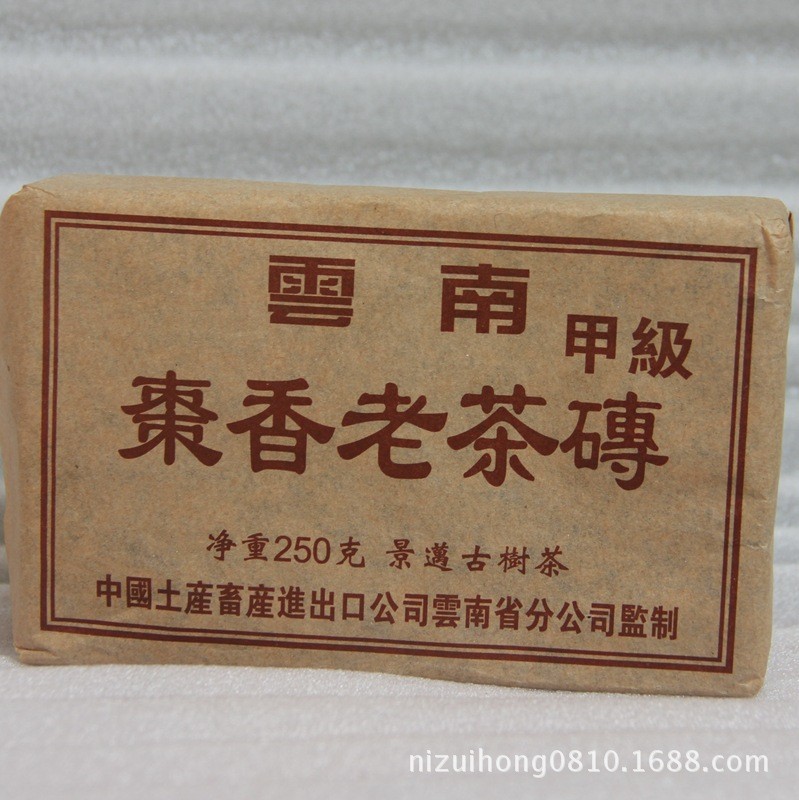 雲南
甲級
棗香老茶磚
净重250克 景邁古樹茶
中國土産畜産進出口公司雲南省分公司監制
nizuihong0810.1688.com